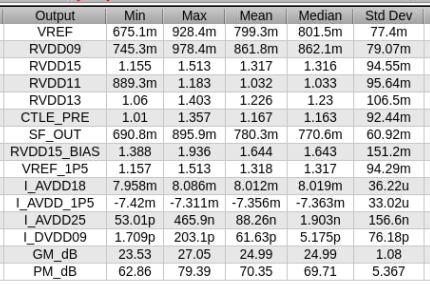 Output Min Max Mean Median Std Dev
VREF 675.1m 928.4m 799.3m 801.5m 77.4m
RVDD09 745.3m 978.4m 861.8m 862.1m 79.07m
RVDD15 1.155 1.513 1.317 1.316 94.55m
RVDD11 889.3m 1.183 1.032 1.033 95.64m
RVDD13 1.06 1.403 1.226 1.23 106.5m
CTLE_PRE 1.01 1.357 1.167 1.163 92.44m
SF_OUT 690.8m 895.9m 780.3m 770.6m 60.92m
RVDD15_BIAS 1.388 1.936 1.644 1.643 151.2m
VREF_1P5 1.157 1.513 1.318 1.317 94.29m
I_AVDD18 7.958m 8.086m 8.012m 8.019m 36.22u
I_AVDD_1P5 -7.42m -7.311m -7.356m -7.363m 33.02u
I_AVDD25 53.01p 465.9n 88.26n 1.903n 156.6n
I_DVDD09 1.709p 203.1p 61.63p 5.175p 76.18p
GM_dB 23.53 27.05 24.99 24.99 1.08
PM_dB 62.86 79.39 70.35 69.71 5.367